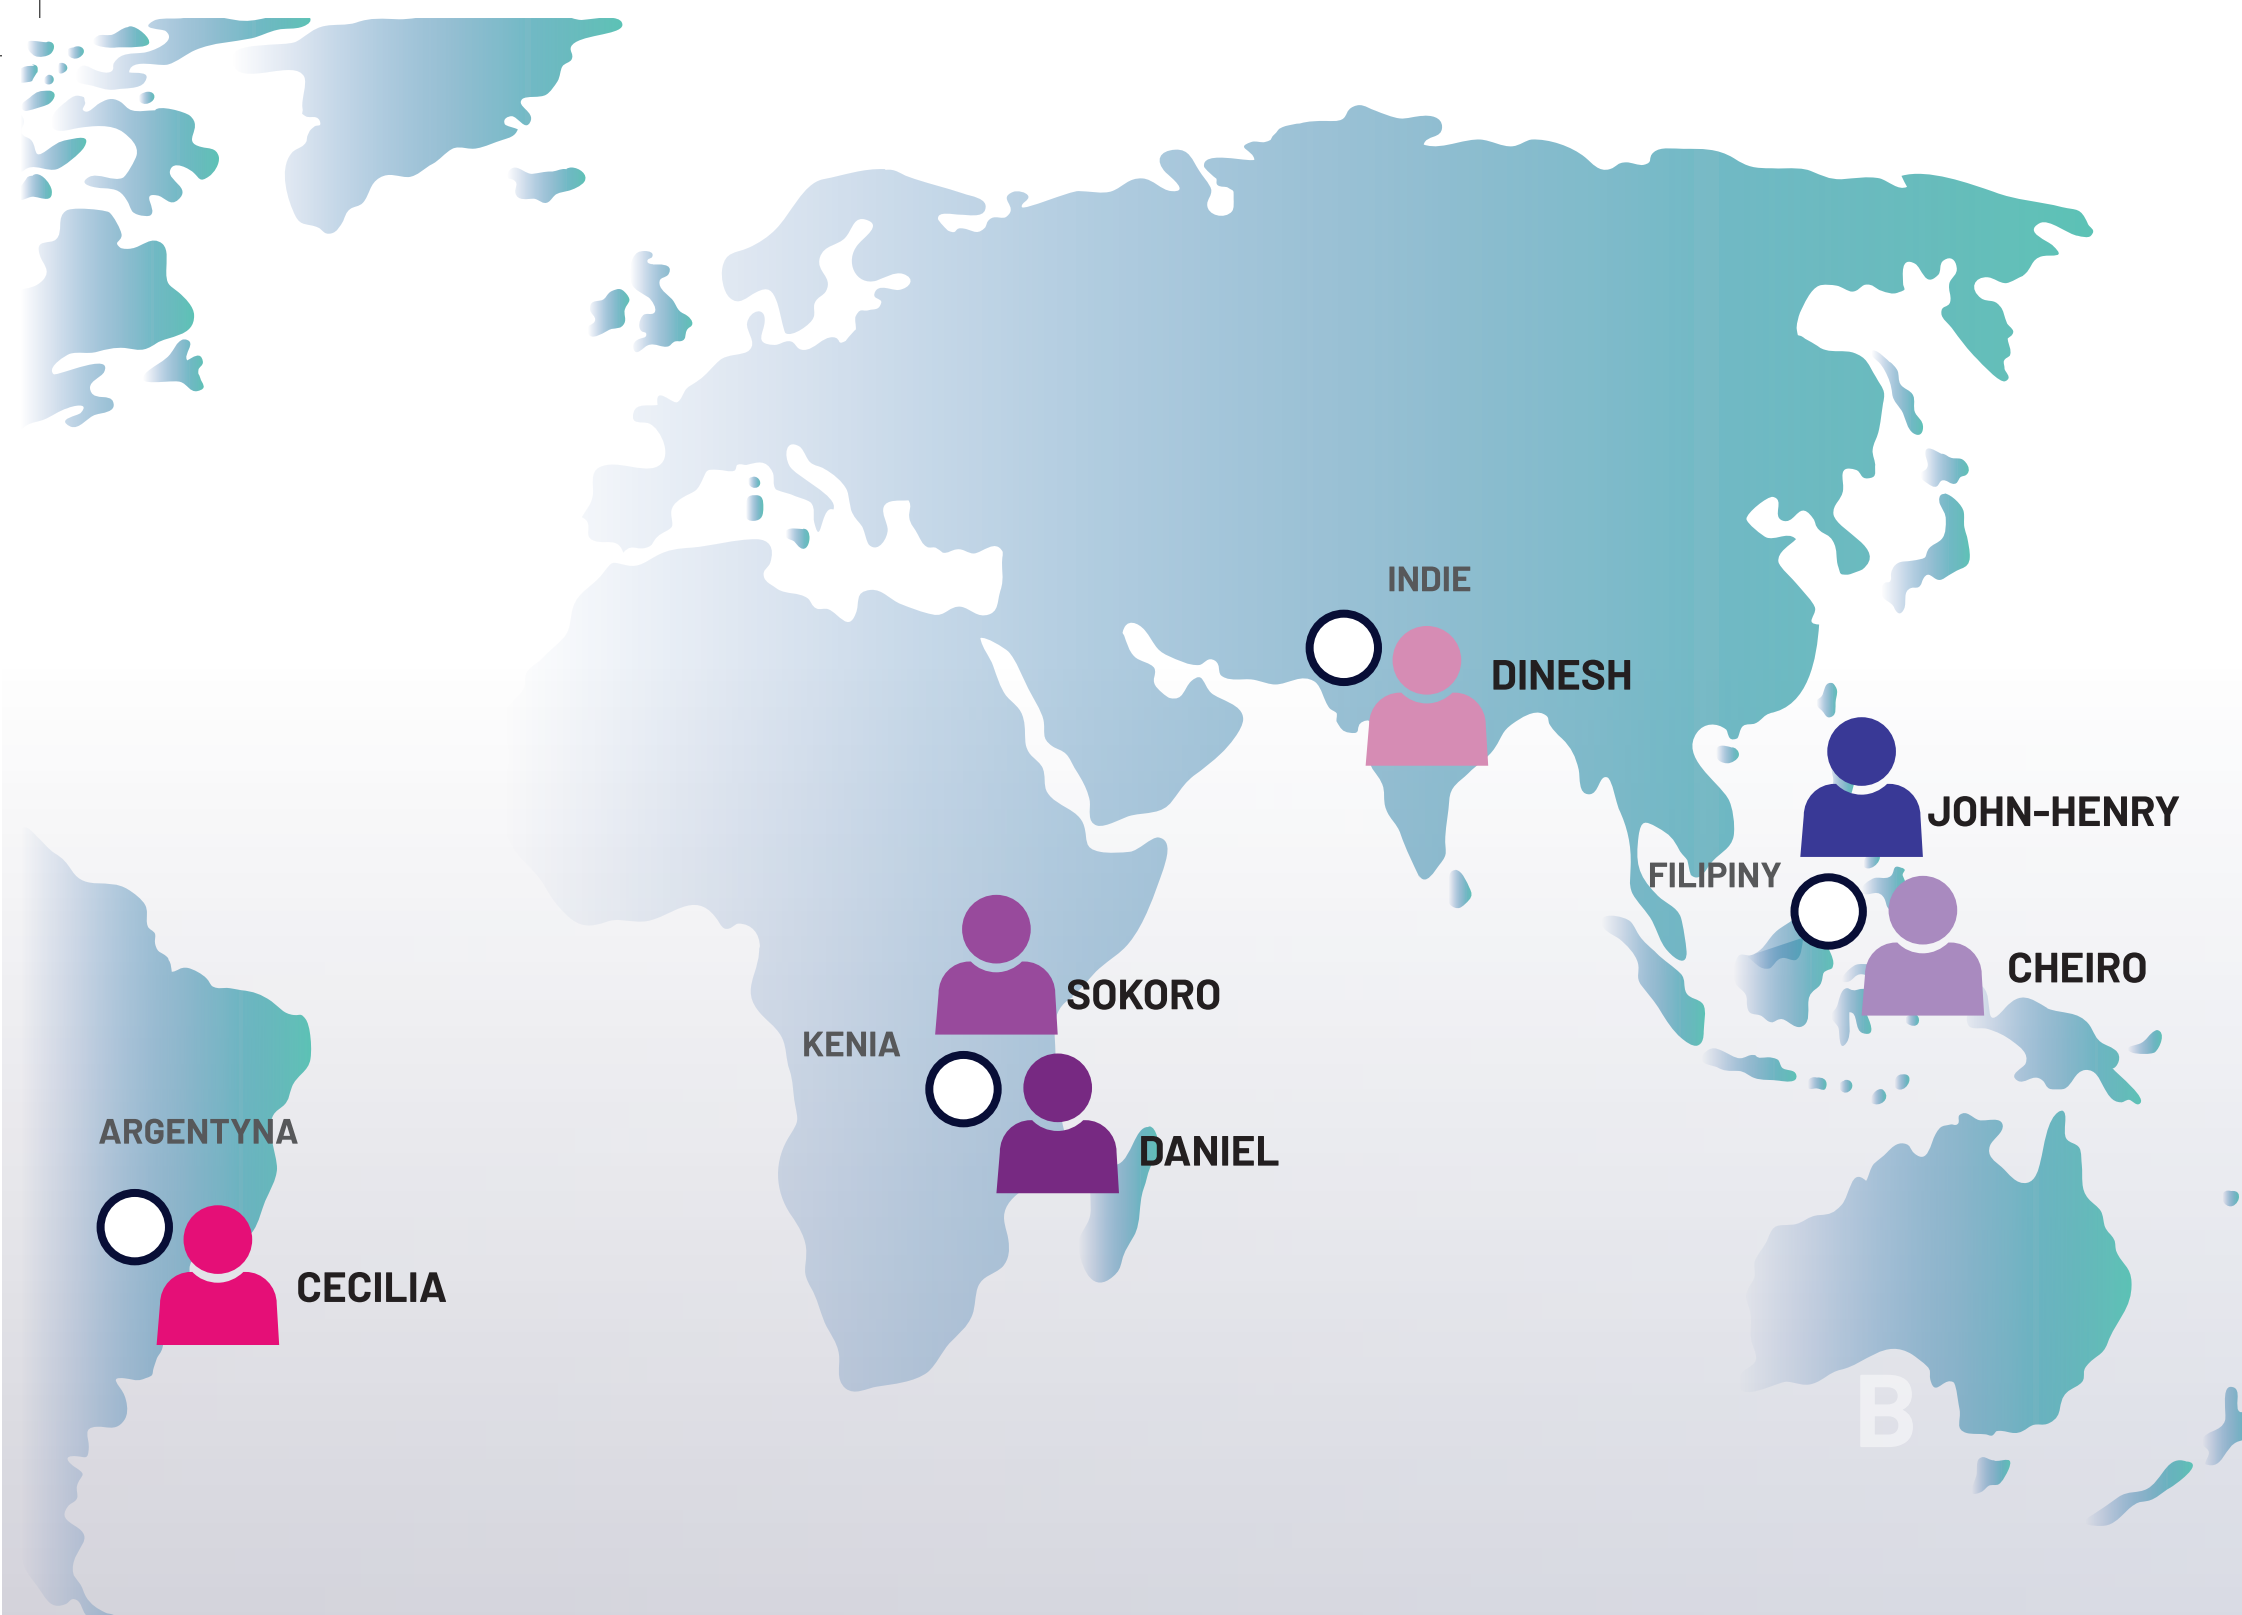 INDIE
DINESH
JOHN-HENRY
FILIPINY
CHEIRO
SOKORO
KENIA
DANIEL
ARGENTYNA
CECILIA
B